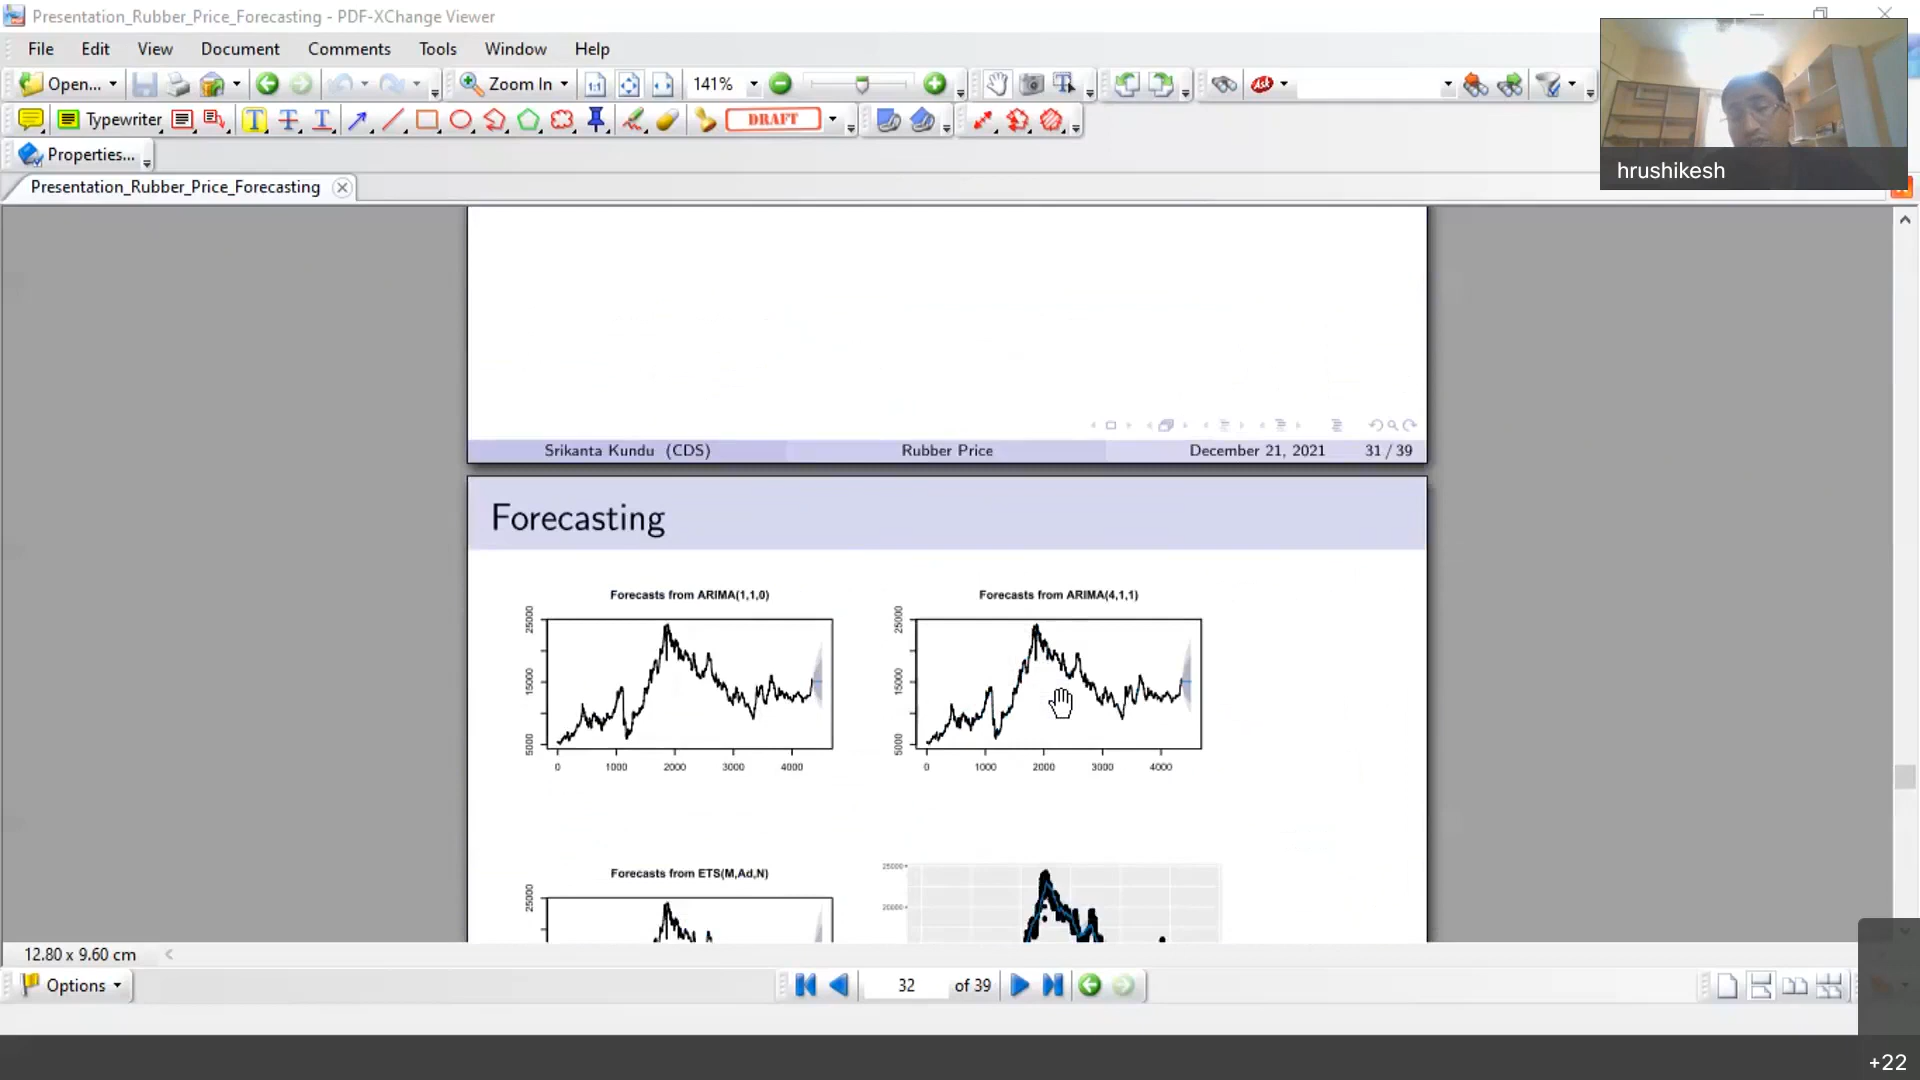 Presentation_Rubber_Price_Forecasting - PDF-XChange Viewer
File Edit View Document Comments Tools Window Help
Open... Zoom In 141%
Typewriter DRAFT
Properties...
hrushikesh
Presentation_Rubber_Price_Forecasting
Srikanta Kundu (CDS) Rubber Price December 21, 2021 31 / 39
Forecasting
Forecasts from ARIMA(1,1,0)
25000
15000
5000
0 1000 2000 3000 4000
Forecasts from ARIMA(4,1,1)
25000
15000
5000
0 1000 2000 3000 4000
Forecasts from ETS(M,Ad,N)
25000
25000
20000
12.80 x 9.60 cm
Options 32 of 39
+22